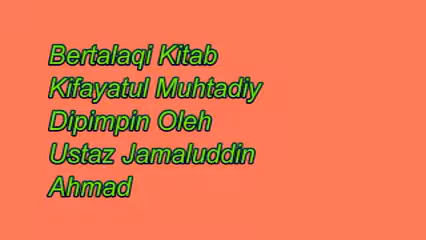 Bertalaqi Kitab
Kifayatul Muhtadiy
Dipimpin Oleh
Ustaz Jamaluddin
Ahmad